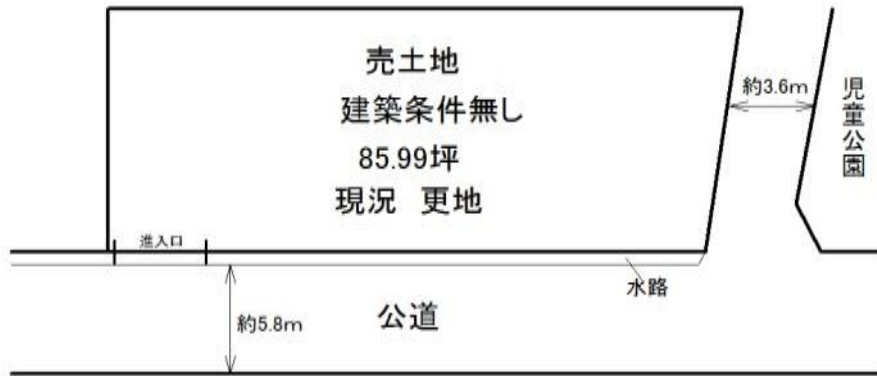 売土地
建築条件無し
85.99坪
現況 更地
約3.6m
児童公園
進入口
水路
約5.8m
公道